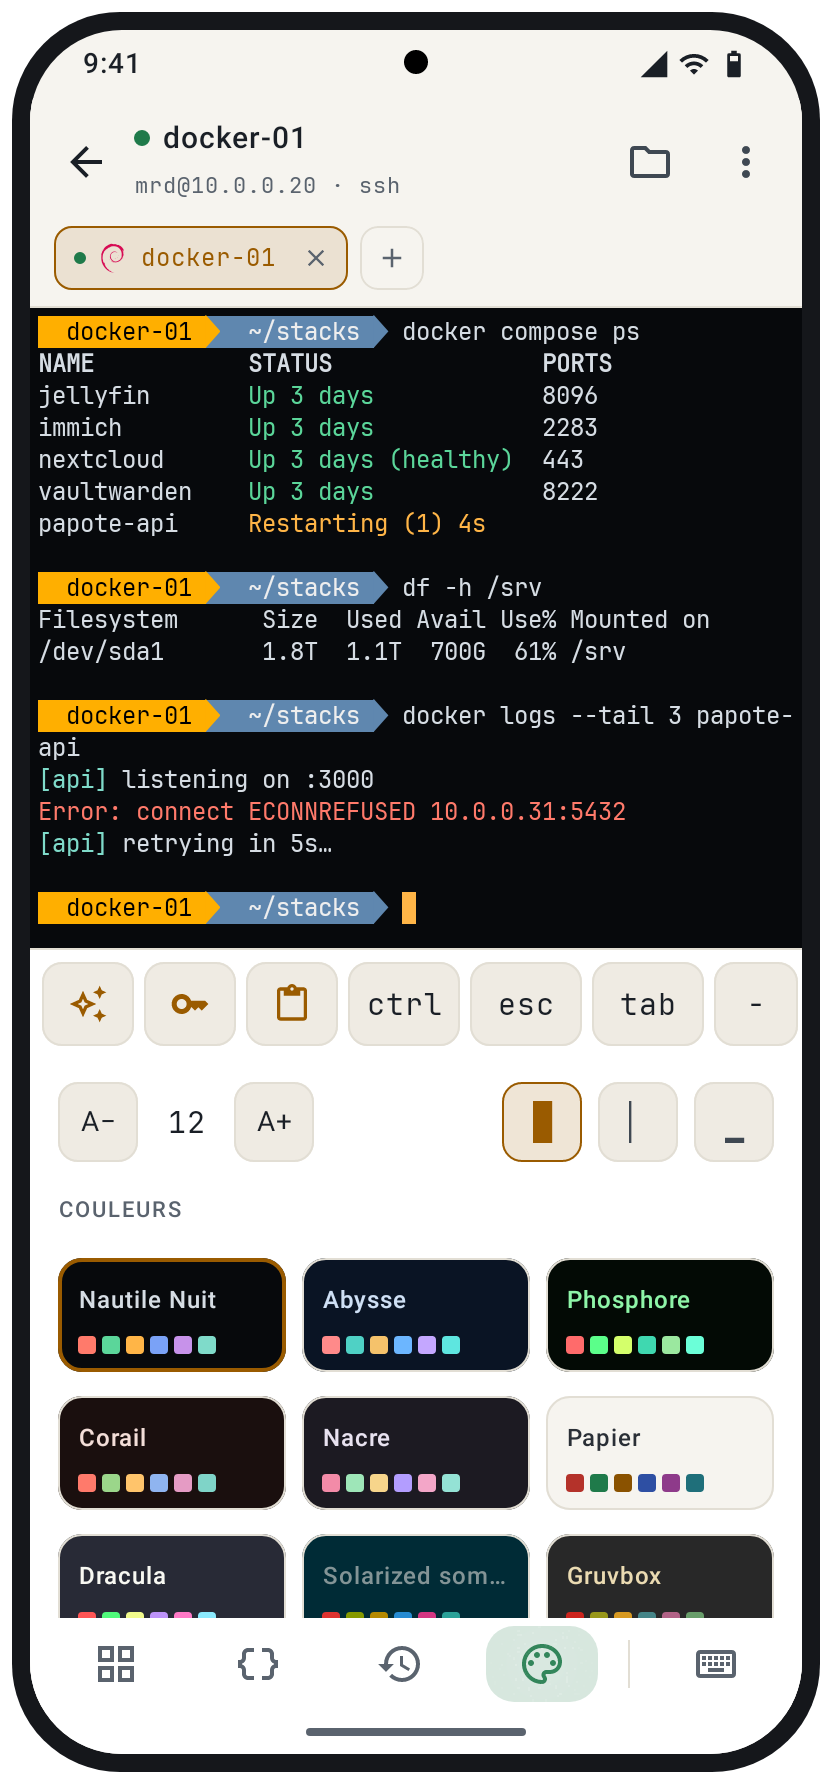 9:41
docker-01
mrd@10.0.0.20 · ssh
docker-01
docker-01 ~/stacks docker compose ps
NAME STATUS PORTS
jellyfin Up 3 days 8096
immich Up 3 days 2283
nextcloud Up 3 days (healthy) 443
vaultwarden Up 3 days 8222
papote-api Restarting (1) 4s
docker-01 ~/stacks df -h /srv
Filesystem Size Used Avail Use% Mounted on
/dev/sda1 1.8T 1.1T 700G 61% /srv
docker-01 ~/stacks docker logs --tail 3 papote-
api
[api] listening on :3000
Error: connect ECONNREFUSED 10.0.0.31:5432
[api] retrying in 5s…
docker-01 ~/stacks
ctrl esc tab -
A− 12 A+
COULEURS
Nautile Nuit Abysse Phosphore
Corail Nacre Papier
Dracula Solarized som… Gruvbox